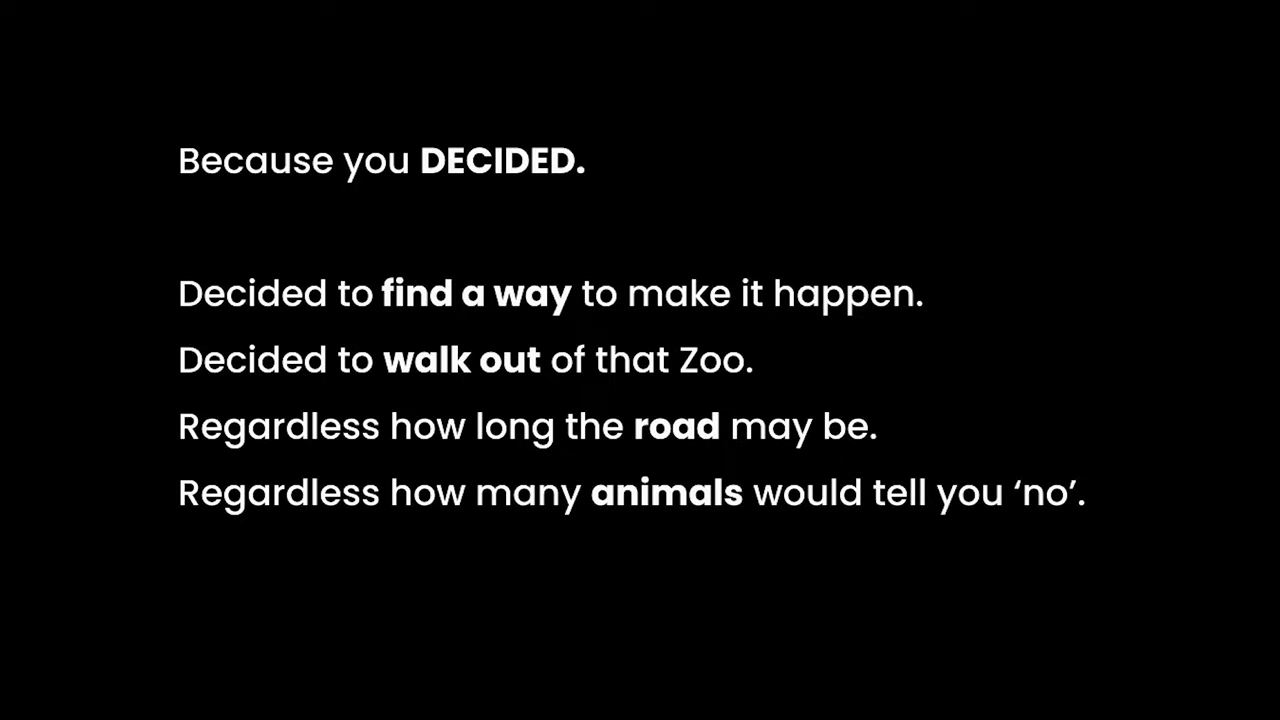 Because you DECIDED.
Decided to find a way to make it happen.
Decided to walk out of that Zoo.
Regardless how long the road may be.
Regardless how many animals would tell you ‘no’.